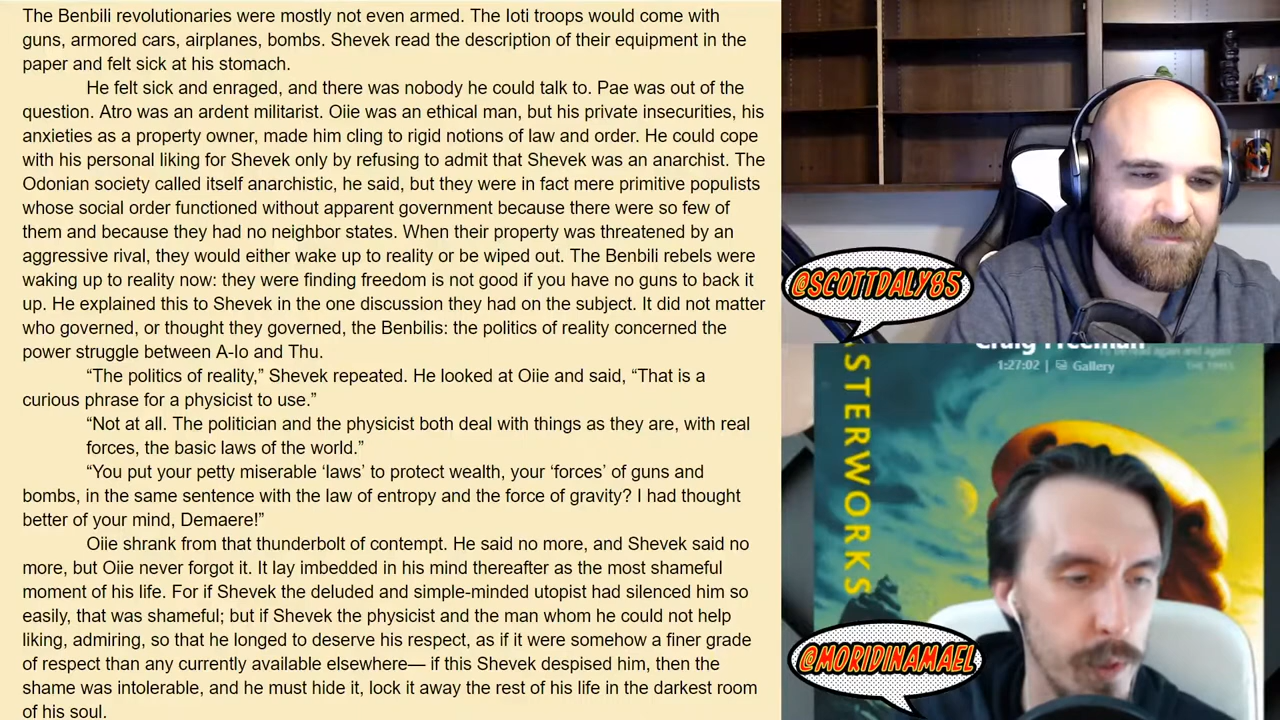 The Benbili revolutionaries were mostly not even armed. The Ioti troops would come with
guns, armored cars, airplanes, bombs. Shevek read the description of their equipment in the
paper and felt sick at his stomach.
He felt sick and enraged, and there was nobody he could talk to. Pae was out of the
question. Atro was an ardent militarist. Oiie was an ethical man, but his private insecurities, his
anxieties as a property owner, made him cling to rigid notions of law and order. He could cope
with his personal liking for Shevek only by refusing to admit that Shevek was an anarchist. The
Odonian society called itself anarchistic, he said, but they were in fact mere primitive populists
whose social order functioned without apparent government because there were so few of
them and because they had no neighbor states. When their property was threatened by an
aggressive rival, they would either wake up to reality or be wiped out. The Benbili rebels were
waking up to reality now: they were finding freedom is not good if you have no guns to back it
up. He explained this to Shevek in the one discussion they had on the subject. It did not matter
who governed, or thought they governed, the Benbilis: the politics of reality concerned the
power struggle between A-Io and Thu.
“The politics of reality,” Shevek repeated. He looked at Oiie and said, “That is a
curious phrase for a physicist to use.”
“Not at all. The politician and the physicist both deal with things as they are, with real
forces, the basic laws of the world.”
“You put your petty miserable ‘laws’ to protect wealth, your ‘forces’ of guns and
bombs, in the same sentence with the law of entropy and the force of gravity? I had thought
better of your mind, Demaere!”
Oiie shrank from that thunderbolt of contempt. He said no more, and Shevek said no
more, but Oiie never forgot it. It lay imbedded in his mind thereafter as the most shameful
moment of his life. For if Shevek the deluded and simple-minded utopist had silenced him so
easily, that was shameful; but if Shevek the physicist and the man whom he could not help
liking, admiring, so that he longed to deserve his respect, as if it were somehow a finer grade
of respect than any currently available elsewhere— if this Shevek despised him, then the
shame was intolerable, and he must hide it, lock it away the rest of his life in the darkest room
of his soul.
@SCOTTDALY85
Craig Freeman
1:27:02 | Gallery
THE TIMES
ASTERWORKS
@MORIDINAMAEL